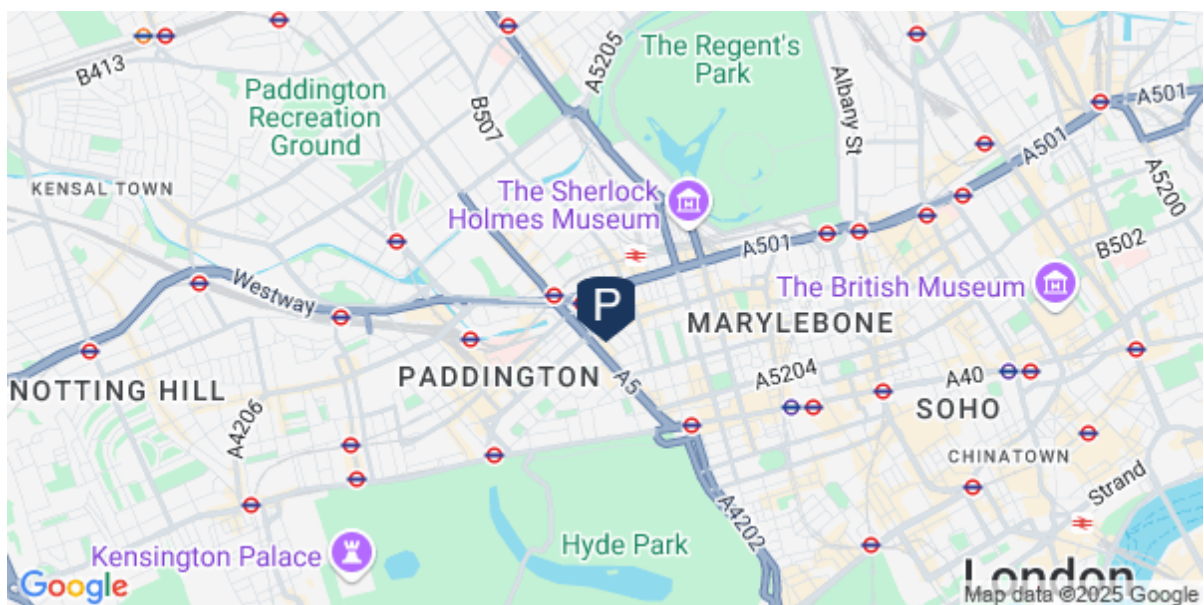 The Regent's
Park
A5205
B413
Paddington
Recreation
Ground
B507
Albany St
A501
A501
A5200
KENSAL TOWN
The Sherlock
Holmes Museum
A501
B502
Westway
The British Museum
P
MARYLEBONE
PADDINGTON
A5
A5204
A40
NOTTING HILL
A4206
SOHO
CHINATOWN
Strand
A4202
Hyde Park
Kensington Palace
London
Google
Map data ©2025 Google